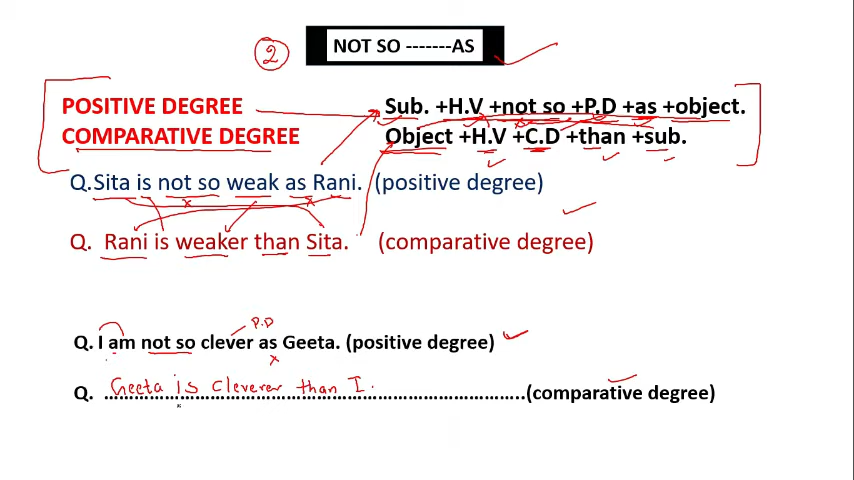 2
NOT SO -------AS
POSITIVE DEGREE Sub. +H.V +not so +P.D +as +object.
COMPARATIVE DEGREE Object +H.V +C.D +than +sub.
Q.Sita is not so weak as Rani. (positive degree)
Q. Rani is weaker than Sita. (comparative degree)
P.D
Q. I am not so clever as Geeta. (positive degree)
Q. Geeta is cleverer than I. ................................................(comparative degree)